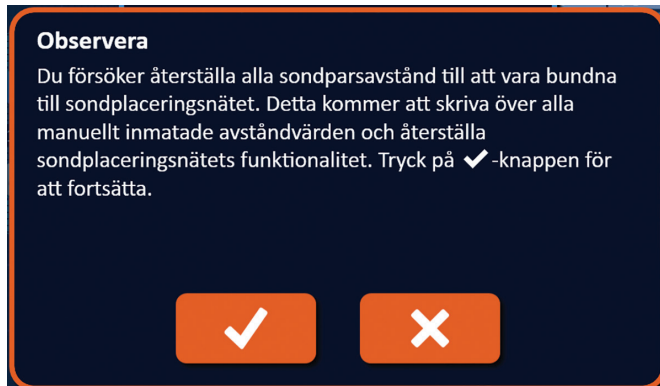 Observera
Du försöker återställa alla sondparsavstånd till att vara bundna
till sondplaceringsnätet. Detta kommer att skriva över alla
manuellt inmatade avståndvärden och återställa
sondplaceringsnätets funktionalitet. Tryck på ✔-knappen för
att fortsätta.